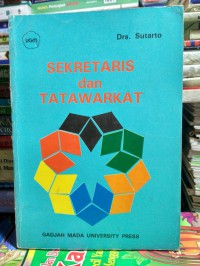 Drs. Sutarto
SEKRETARIS
dan
TATAWARKAT
GADJAH MADA UNIVERSITY PRESS